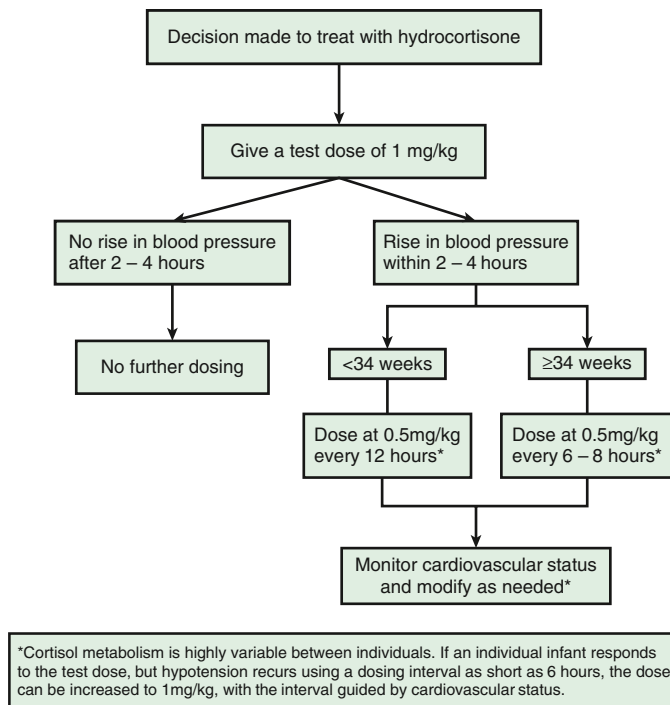 Decision made to treat with hydrocortisone
Give a test dose of 1 mg/kg
No rise in blood pressure
after 2 – 4 hours
Rise in blood pressure
within 2 – 4 hours
No further dosing
<34 weeks
≥34 weeks
Dose at 0.5mg/kg
every 12 hours*
Dose at 0.5mg/kg
every 6 – 8 hours*
Monitor cardiovascular status
and modify as needed*
*Cortisol metabolism is highly variable between individuals. If an individual infant responds
to the test dose, but hypotension recurs using a dosing interval as short as 6 hours, the dose
can be increased to 1mg/kg, with the interval guided by cardiovascular status.